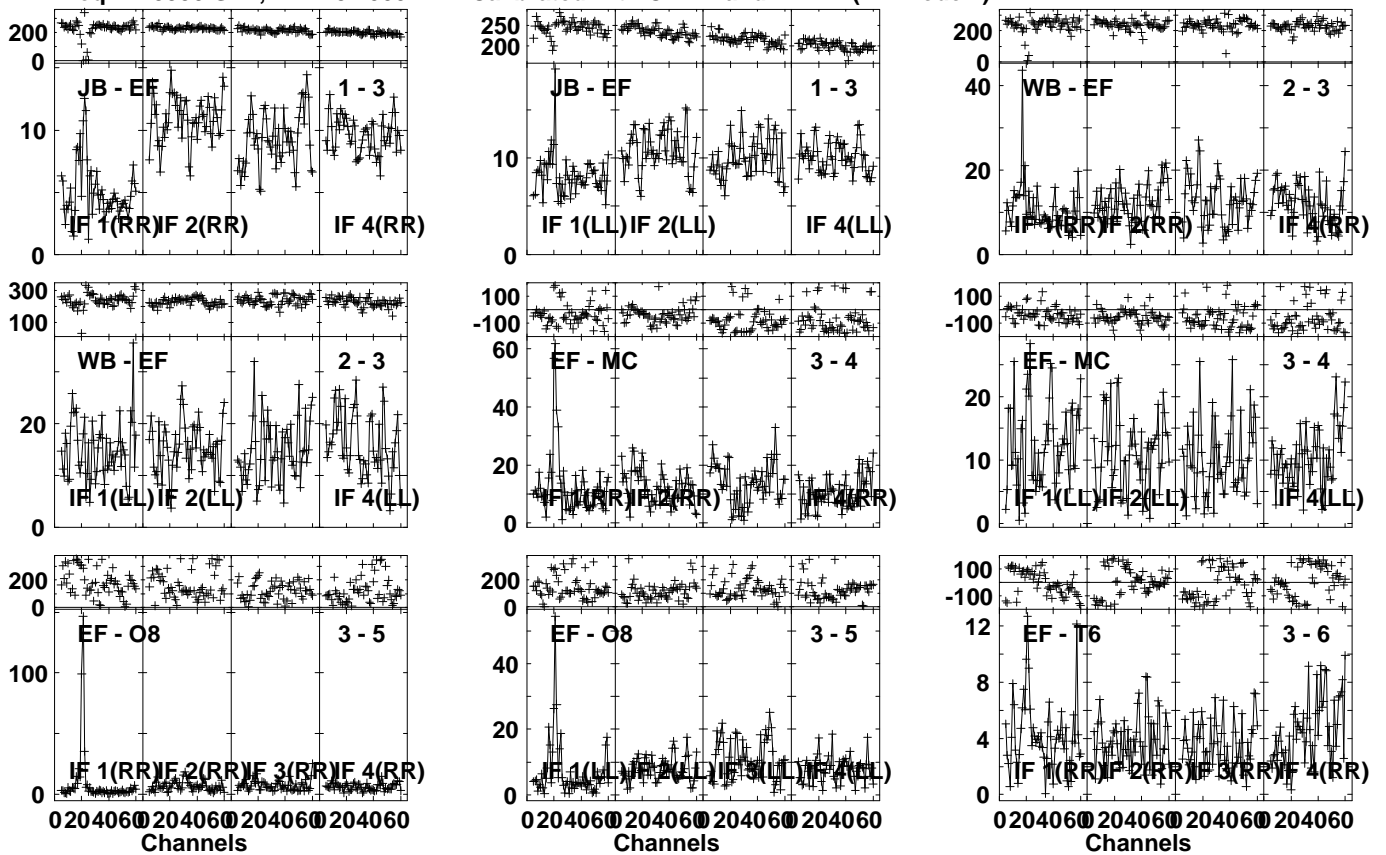 200
0
JB - EF 1 - 3
10
IF 1(RR) IF 2(RR) IF 4(RR)
0
250
200
JB - EF 1 - 3
10
IF 1(LL) IF 2(LL) IF 4(LL)
0
200
0
40
WB - EF 2 - 3
20
IF 1(RR) IF 2(RR) IF 4(RR)
0
300
100
WB - EF 2 - 3
20
IF 1(LL) IF 2(LL) IF 4(LL)
0
100
-100
60
EF - MC 3 - 4
40
20
IF 1(RR) IF 2(RR) IF 4(RR)
0
100
-100
EF - MC 3 - 4
20
10
IF 1(LL) IF 2(LL) IF 4(LL)
0
200
0
EF - O8 3 - 5
100
IF 1(RR) IF 2(RR) IF 3(RR) IF 4(RR)
0
0 20 40 60 0 20 40 60 0 20 40 60 0 20 40 60
Channels
200
0
EF - O8 3 - 5
40
20
IF 1(LL) IF 2(LL) IF 3(LL) IF 4(LL)
0
0 20 40 60 0 20 40 60 0 20 40 60 0 20 40 60
Channels
100
-100
12
EF - T6 3 - 6
8
4
IF 1(RR) IF 2(RR) IF 3(RR) IF 4(RR)
0
0 20 40 60 0 20 40 60 0 20 40 60 0 20 40 60
Channels